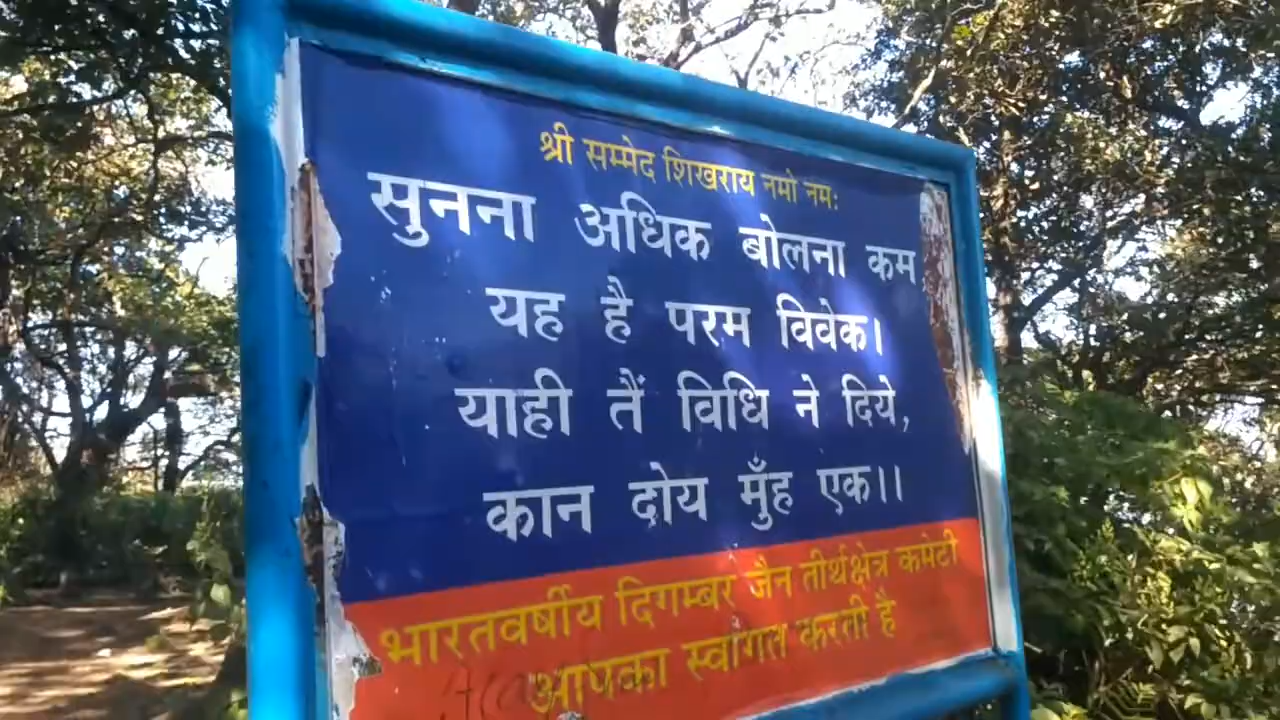 श्री सम्मेद शिखराय नमो नमः
सुनना अधिक बोलना कम
यह है परम विवेक।
याही तैं विधि ने दिये,
कान दोय मुँह एक।।
भारतवर्षीय दिगम्बर जैन तीर्थक्षेत्र कमेटी
आपका स्वागत करती है